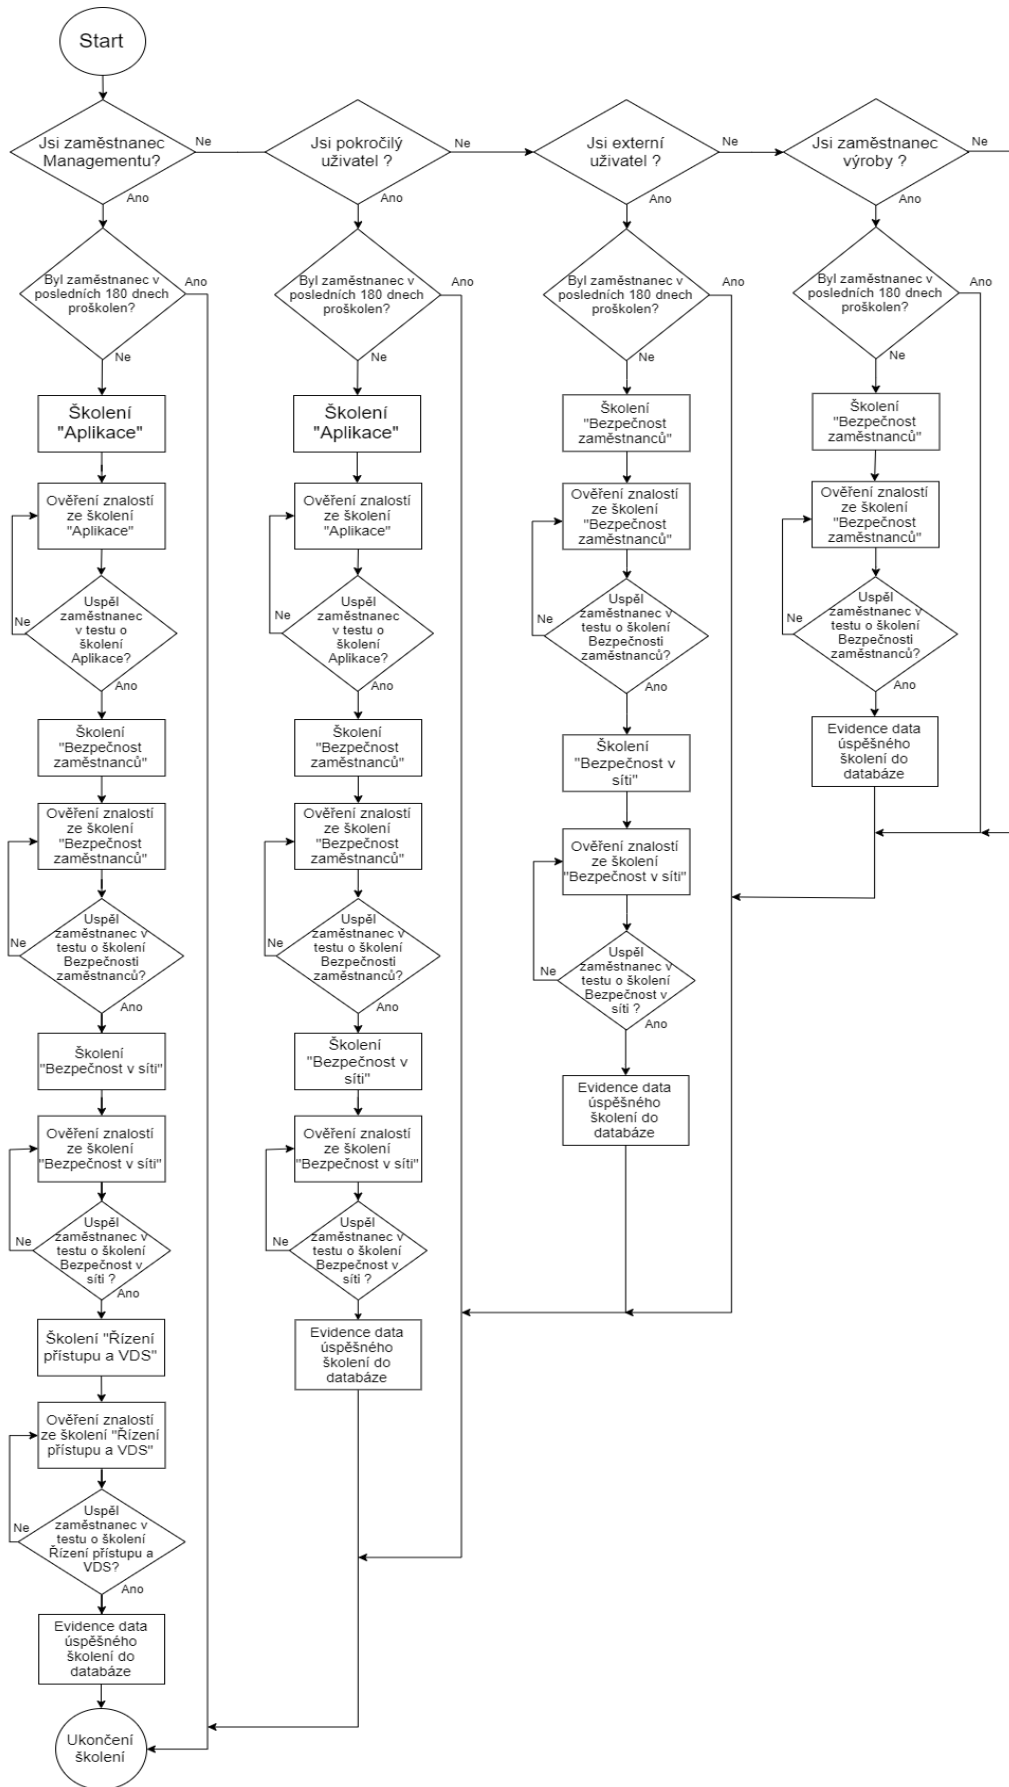 Start
Jsi zaměstnanec
Managementu?
Ne
Ano
Byl zaměstnanec v
posledních 180 dnech
proškolen?
Ano
Ne
Školení
"Aplikace"
Ověření znalostí
ze školení
"Aplikace"
Uspěl
zaměstnanec
v testu o
školení
Aplikace?
Ne
Ano
Školení
"Bezpečnost
zaměstnanců"
Ověření znalostí
ze školení
"Bezpečnost
zaměstnanců"
Uspěl
zaměstnanec v
testu o školení
Bezpečnosti
zaměstnanců?
Ne
Ano
Školení
"Bezpečnost v síti"
Ověření znalostí
ze školení
"Bezpečnost v síti"
Uspěl
zaměstnanec v
testu o školení
Bezpečnost v
síti ?
Ne
Ano
Školení "Řízení
přístupu a VDS"
Ověření znalostí
ze školení "Řízení
přístupu a VDS"
Uspěl
zaměstnanec v
testu o školení
Řízení přístupu a
VDS?
Ne
Ano
Evidence data
úspěšného
školení do
databáze
Ukončení
školení
Jsi pokročilý
uživatel ?
Ne
Ano
Byl zaměstnanec v
posledních 180 dnech
proškolen?
Ano
Ne
Školení
"Aplikace"
Ověření znalostí
ze školení
"Aplikace"
Uspěl
zaměstnanec
v testu o
školení
Aplikace?
Ne
Ano
Školení
"Bezpečnost
zaměstnanců"
Ověření znalostí
ze školení
"Bezpečnost
zaměstnanců"
Uspěl
zaměstnanec v
testu o školení
Bezpečnosti
zaměstnanců?
Ne
Ano
Školení
"Bezpečnost v
síti"
Ověření znalostí
ze školení
"Bezpečnost v síti"
Uspěl
zaměstnanec v
testu o školení
Bezpečnost v
síti ?
Ne
Ano
Evidence data
úspěšného
školení do
databáze
Jsi externí
uživatel ?
Ne
Ano
Byl zaměstnanec v
posledních 180 dnech
proškolen?
Ano
Ne
Školení
"Bezpečnost
zaměstnanců"
Ověření znalostí
ze školení
"Bezpečnost
zaměstnanců"
Uspěl
zaměstnanec v
testu o školení
Bezpečnosti
zaměstnanců?
Ne
Ano
Školení
"Bezpečnost v
síti"
Ověření znalostí
ze školení
"Bezpečnost v síti"
Uspěl
zaměstnanec v
testu o školení
Bezpečnost v
síti ?
Ne
Ano
Evidence data
úspěšného
školení do
databáze
Jsi zaměstnanec
výroby ?
Ne
Ano
Byl zaměstnanec v
posledních 180 dnech
proškolen?
Ano
Ne
Školení
"Bezpečnost
zaměstnanců"
Ověření znalostí
ze školení
"Bezpečnost
zaměstnanců"
Uspěl
zaměstnanec v
testu o školení
Bezpečnosti
zaměstnanců?
Ne
Ano
Evidence data
úspěšného
školení do
databáze